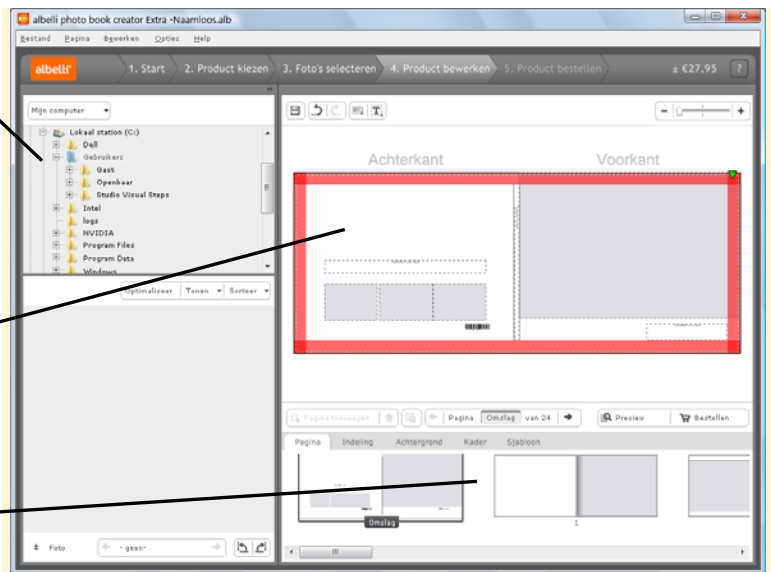 albelli photo book creator Extra -Naamloos.alb
Bestand Pagina Bewerken Opties Help
albelli 1. Start 2. Product kiezen 3. Foto's selecteren 4. Product bewerken 5. Product bestellen ± €27.95 ?
Mijn computer
Lokaal station (C:)
Dell
Gebruikers
Gast
Openbaar
Studio Visual Steps
Intel
logs
NVIDIA
Program Files
Program Data
Windows
Achterkant Voorkant
Optimaliseer Tonen Sorteer
Pagina toevoegen Pagina Omslag van 24 Preview Bestellen
Pagina Indeling Achtergrond Kader Sjabloon
Omslag
1
Foto - geen-